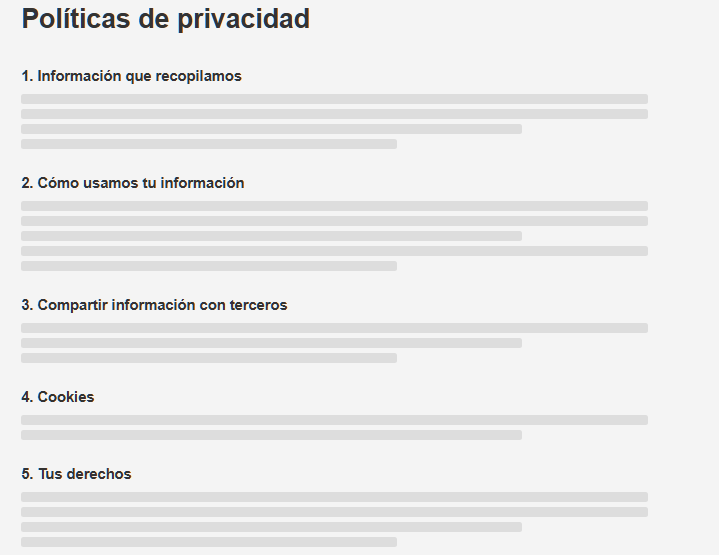 Políticas de privacidad
1. Información que recopilamos
2. Cómo usamos tu información
3. Compartir información con terceros
4. Cookies
5. Tus derechos